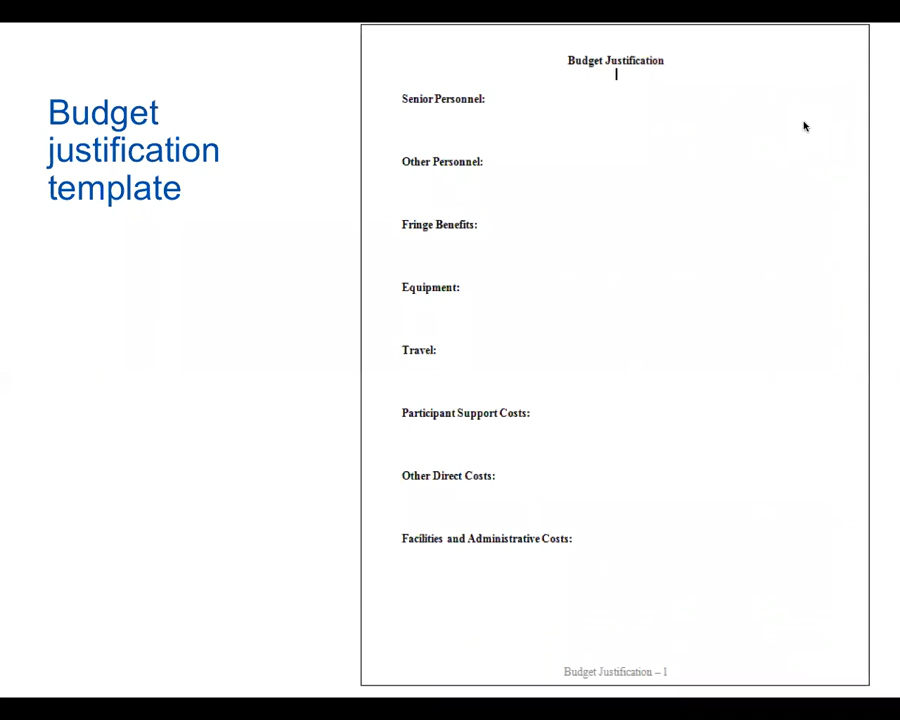 Budget
justification
template
Budget Justification
Senior Personnel:
Other Personnel:
Fringe Benefits:
Equipment:
Travel:
Participant Support Costs:
Other Direct Costs:
Facilities and Administrative Costs:
Budget Justification – 1